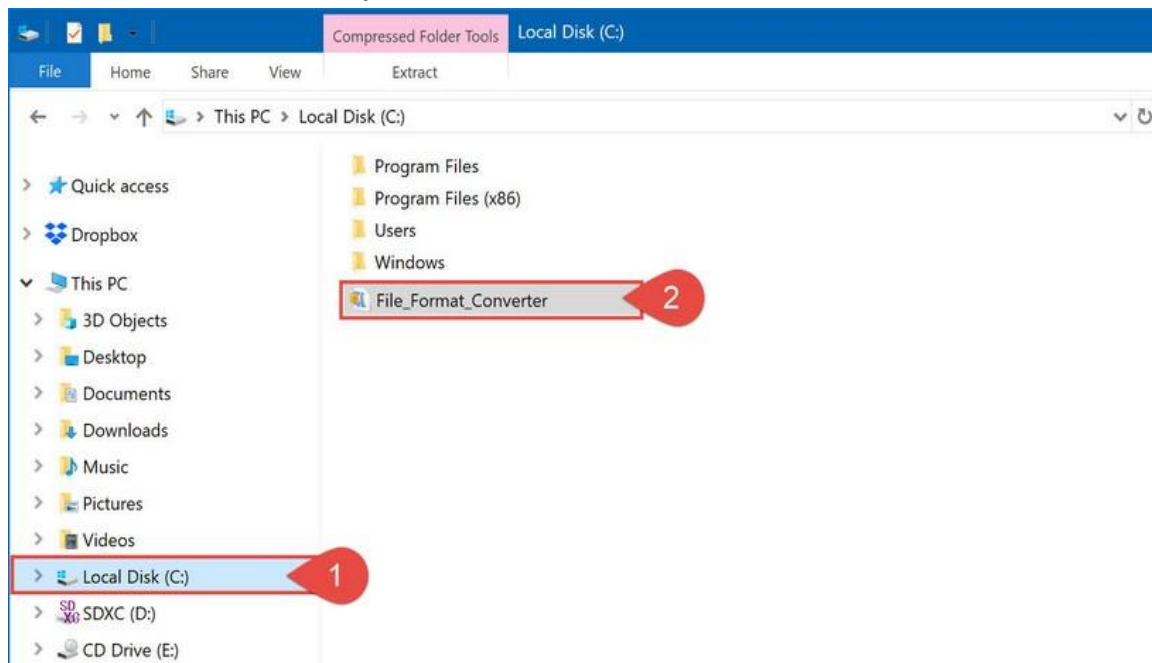 Compressed Folder Tools
Local Disk (C:)
File
Home
Share
View
Extract
This PC > Local Disk (C:)
Quick access
Dropbox
This PC
3D Objects
Desktop
Documents
Downloads
Music
Pictures
Videos
Local Disk (C:)
1
SDXC (D:)
CD Drive (E:)
Program Files
Program Files (x86)
Users
Windows
File_Format_Converter
2